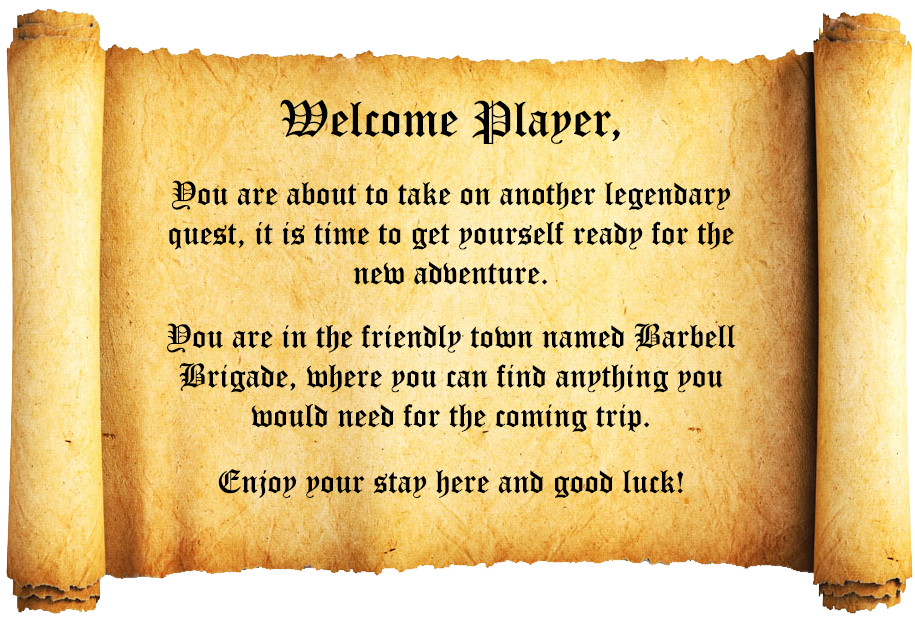 Welcome Player,
You are about to take on another legendary
quest, it is time to get yourself ready for the
new adventure.
You are in the friendly town named Barbell
Brigade, where you can find anything you
would need for the coming trip.
Enjoy your stay here and good luck!